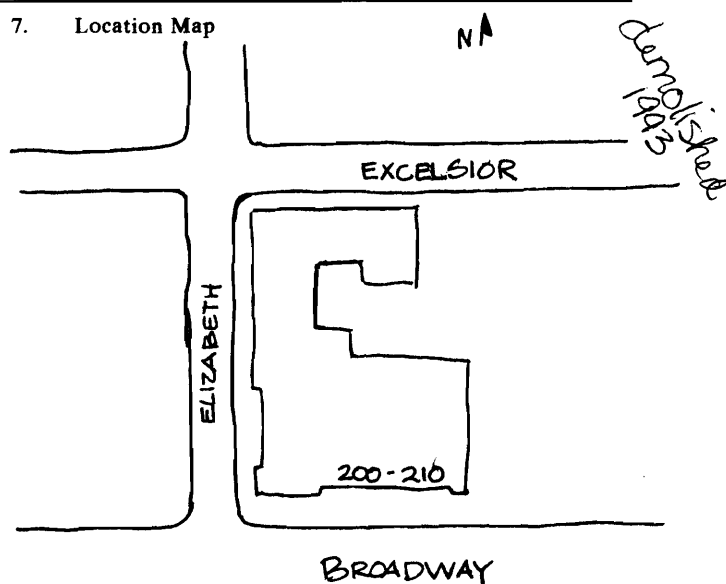 7. Location Map
N
demolished
1993
EXCELSIOR
ELIZABETH
200-210
BROADWAY